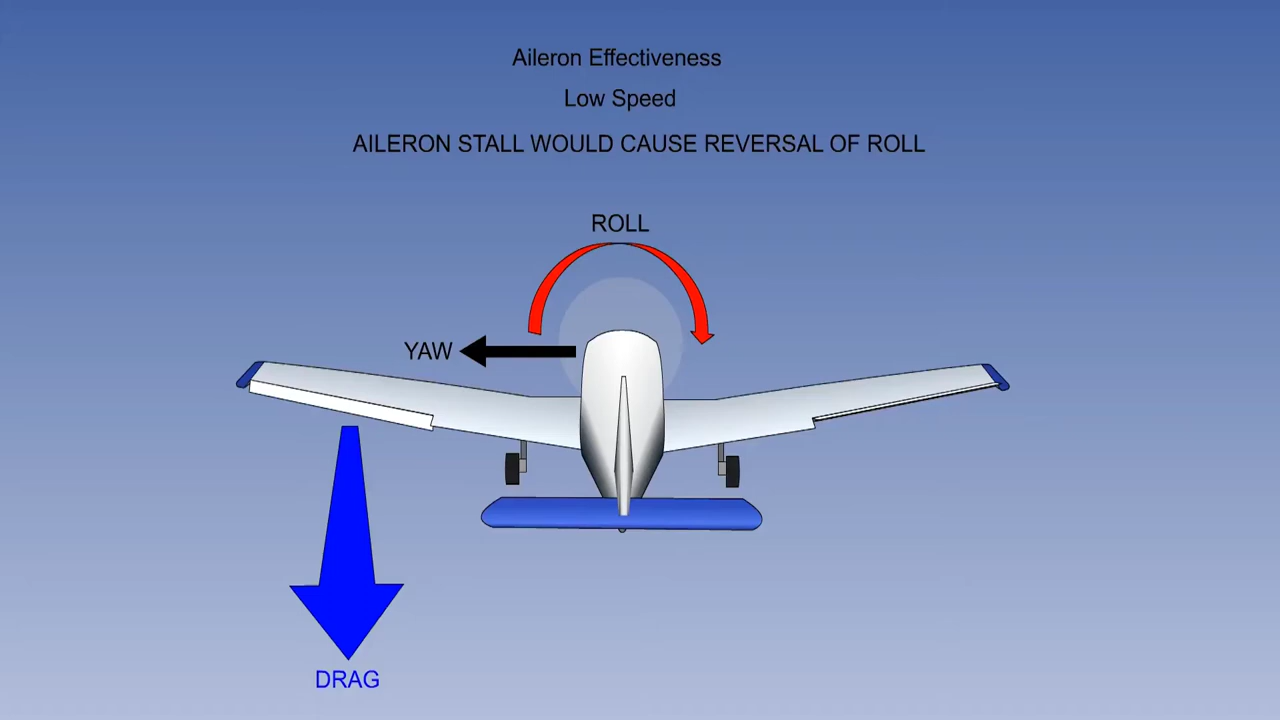 Aileron Effectiveness
Low Speed
AILERON STALL WOULD CAUSE REVERSAL OF ROLL
ROLL
YAW
DRAG